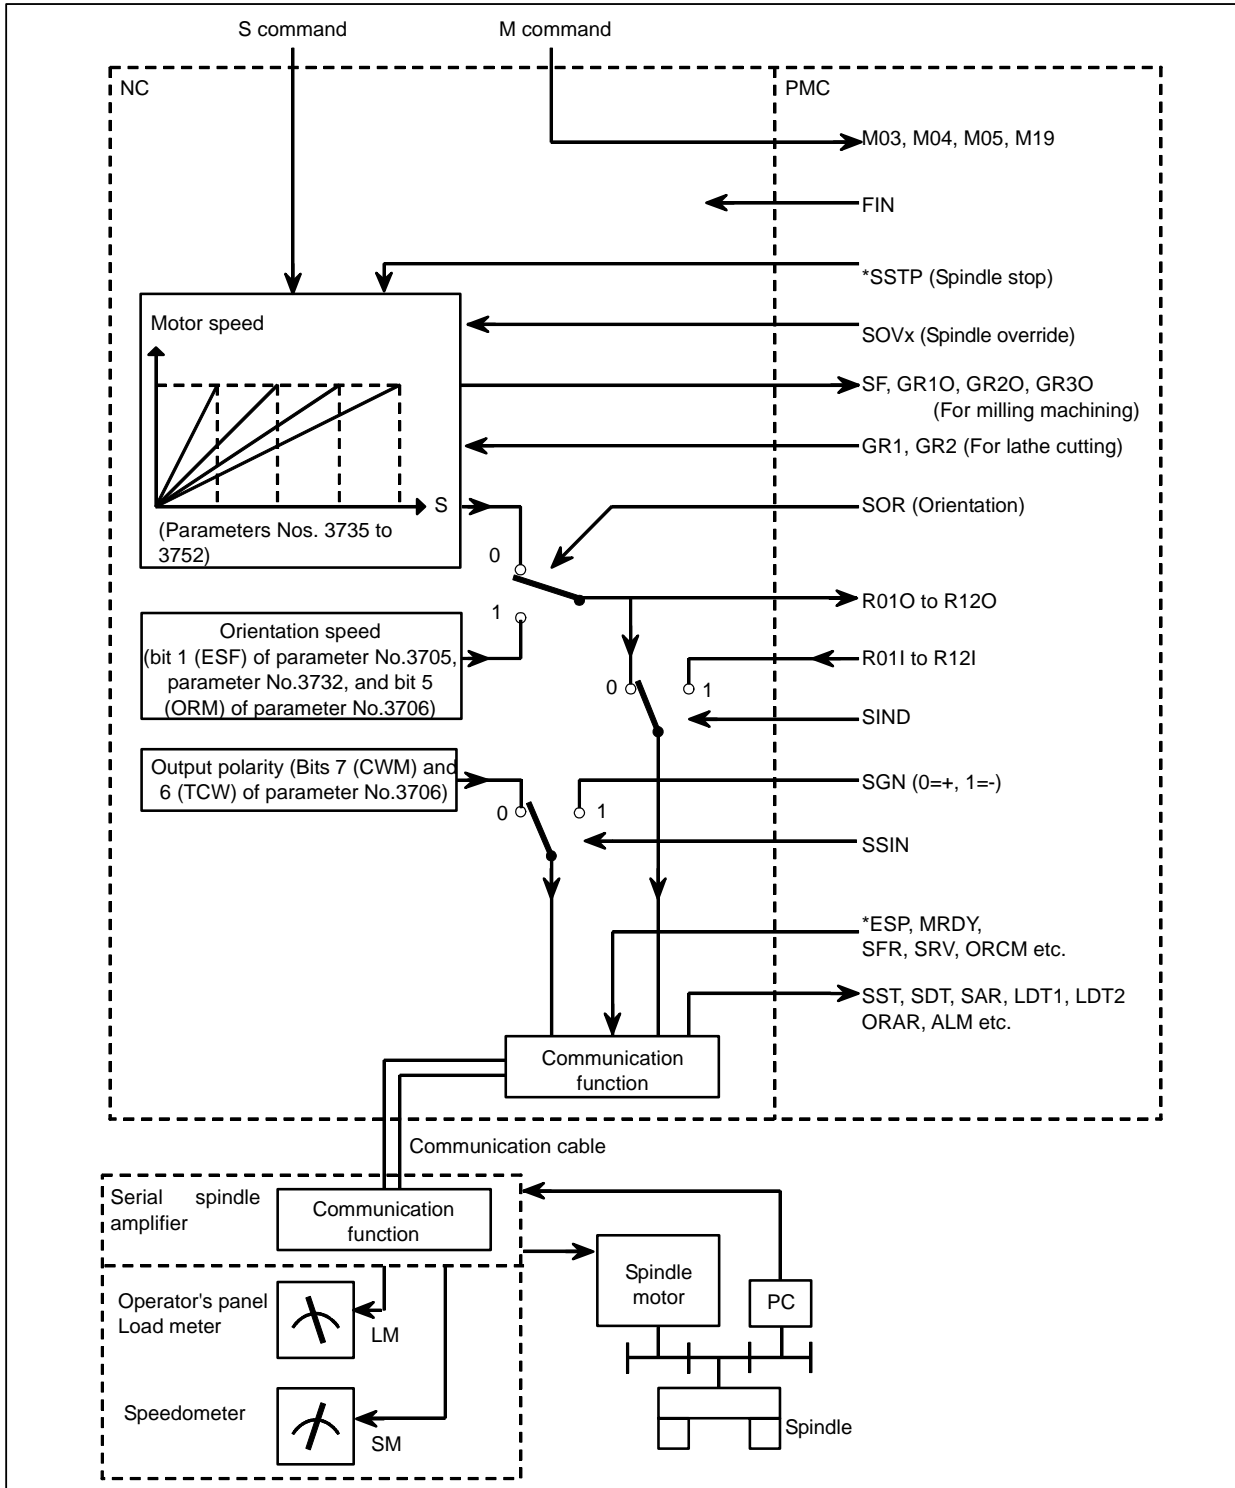 S command
M command
NC
PMC
M03, M04, M05, M19
FIN
*SSTP (Spindle stop)
Motor speed
SOVx (Spindle override)
SF, GR1O, GR2O, GR3O
(For milling machining)
GR1, GR2 (For lathe cutting)
S
SOR (Orientation)
(Parameters Nos. 3735 to
3752)
0
1
R01O to R12O
Orientation speed
(bit 1 (ESF) of parameter No.3705,
parameter No.3732, and bit 5
(ORM) of parameter No.3706)
R01I to R12I
0
1
SIND
Output polarity (Bits 7 (CWM) and
6 (TCW) of parameter No.3706)
SGN (0=+, 1=-)
0
1
SSIN
*ESP, MRDY,
SFR, SRV, ORCM etc.
SST, SDT, SAR, LDT1, LDT2
ORAR, ALM etc.
Communication
function
Communication cable
Serial spindle
amplifier
Communication
function
Spindle
motor
PC
Operator's panel
Load meter
LM
Speedometer
SM
Spindle